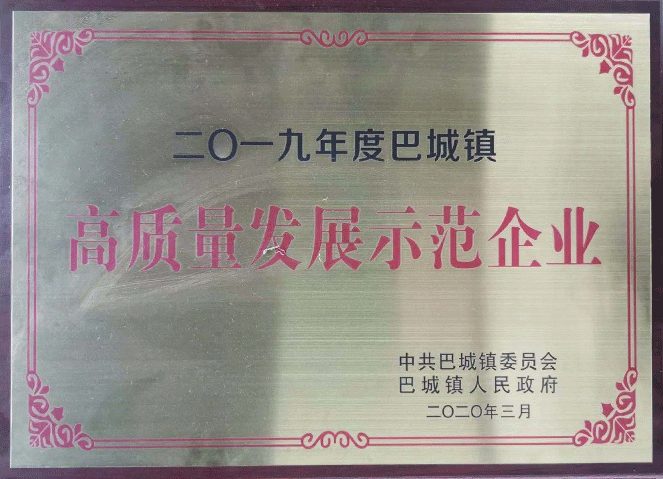 二〇一九年度巴城镇
高质量发展示范企业
中共巴城镇委员会
巴城镇人民政府
二〇二〇年三月